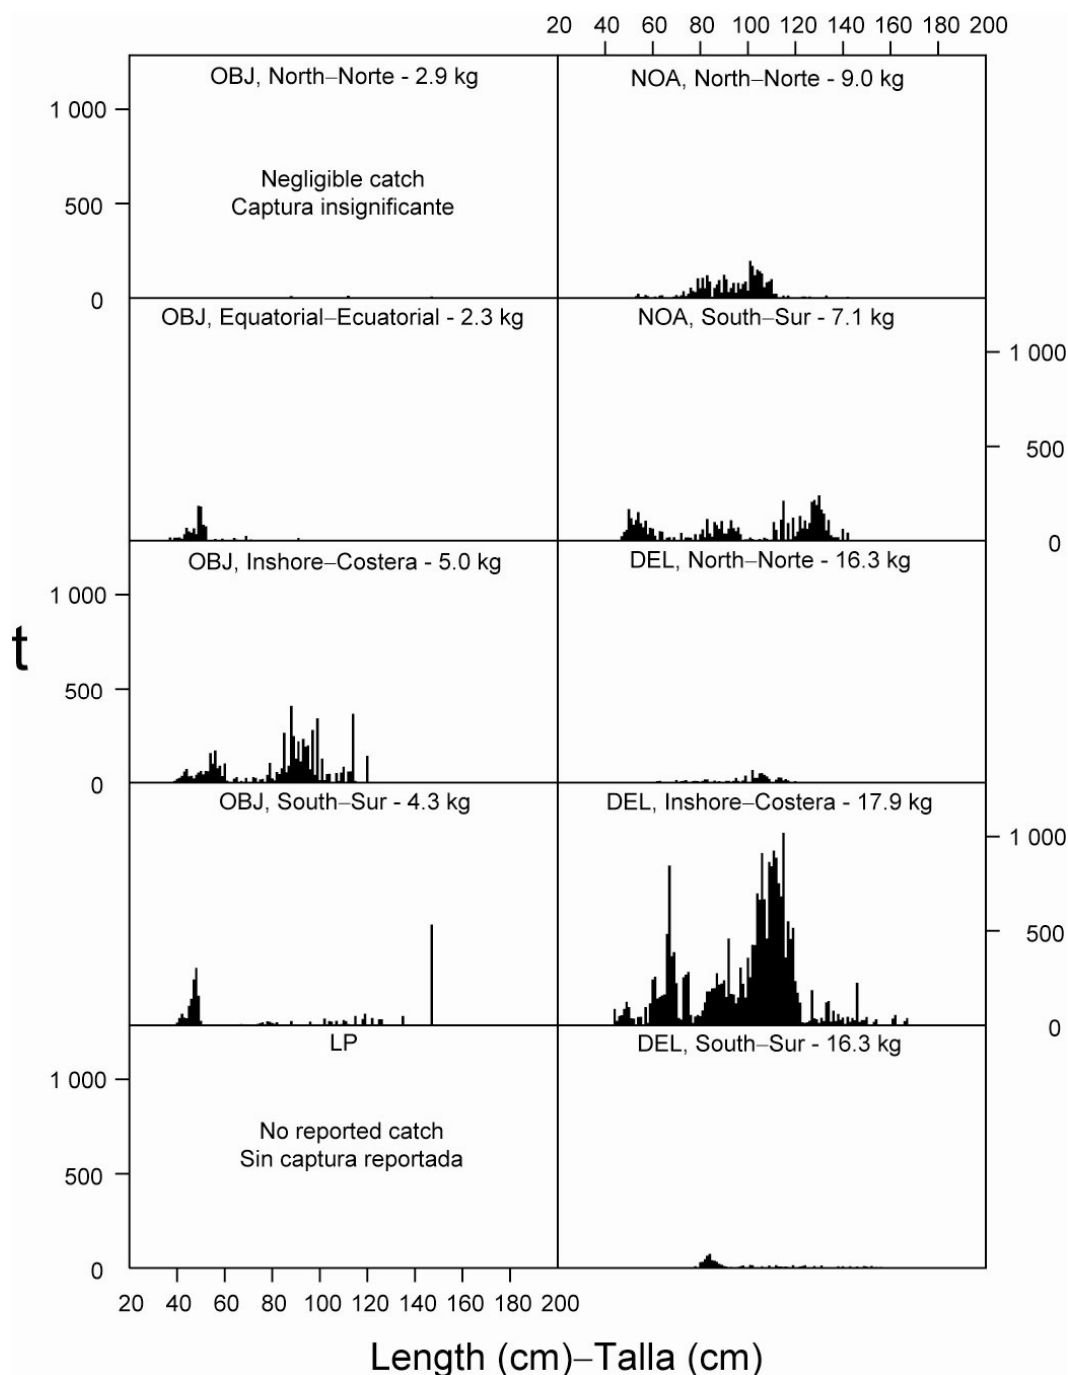 20 40 60 80 100 120 140 160 180 200
OBJ, North–Norte - 2.9 kg
NOA, North–Norte - 9.0 kg
1 000
Negligible catch
Captura insignificante
500
0
OBJ, Equatorial–Ecuatorial - 2.3 kg
NOA, South–Sur - 7.1 kg
1 000
500
0
OBJ, Inshore–Costera - 5.0 kg
DEL, North–Norte - 16.3 kg
1 000
t
500
0
OBJ, South–Sur - 4.3 kg
DEL, Inshore–Costera - 17.9 kg
1 000
500
0
LP
DEL, South–Sur - 16.3 kg
1 000
No reported catch
Sin captura reportada
500
0
20 40 60 80 100 120 140 160 180 200
Length (cm)–Talla (cm)